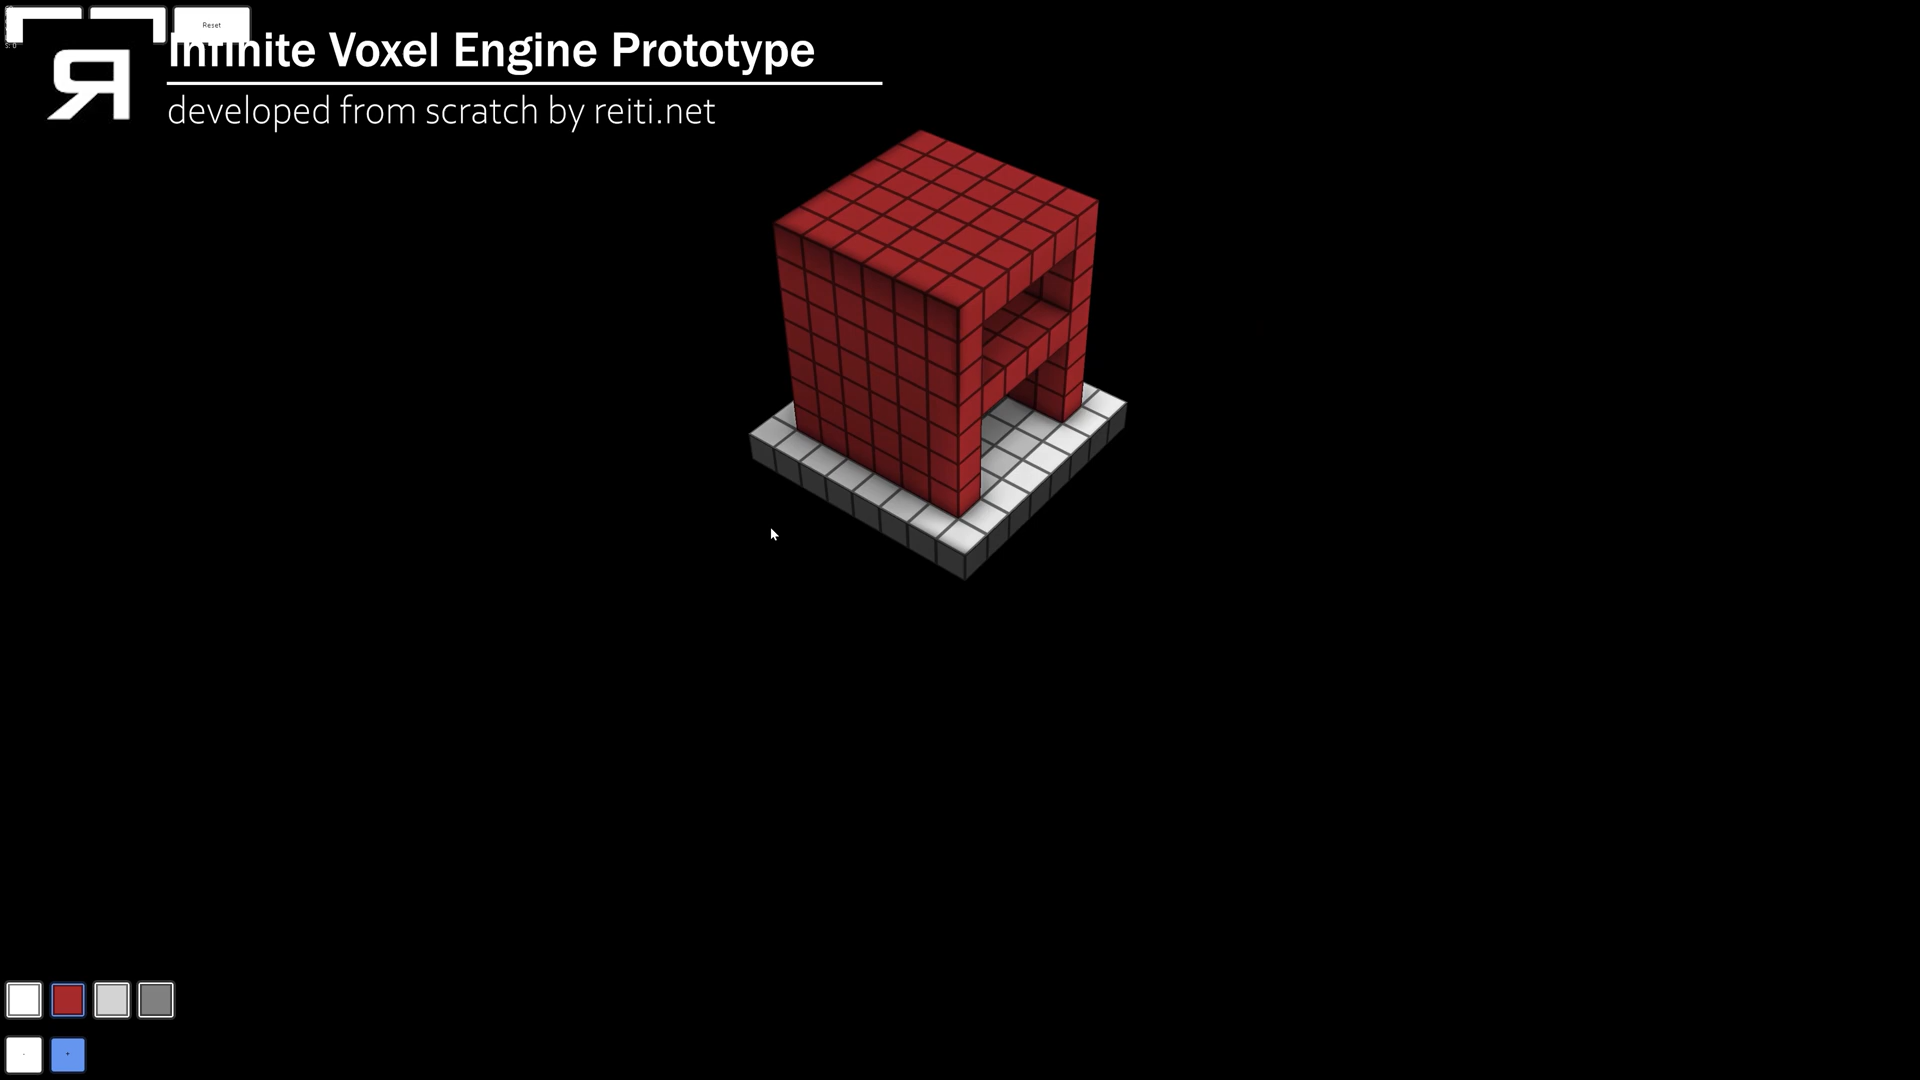 Reset
Infinite Voxel Engine Prototype
developed from scratch by reiti.net
-
+